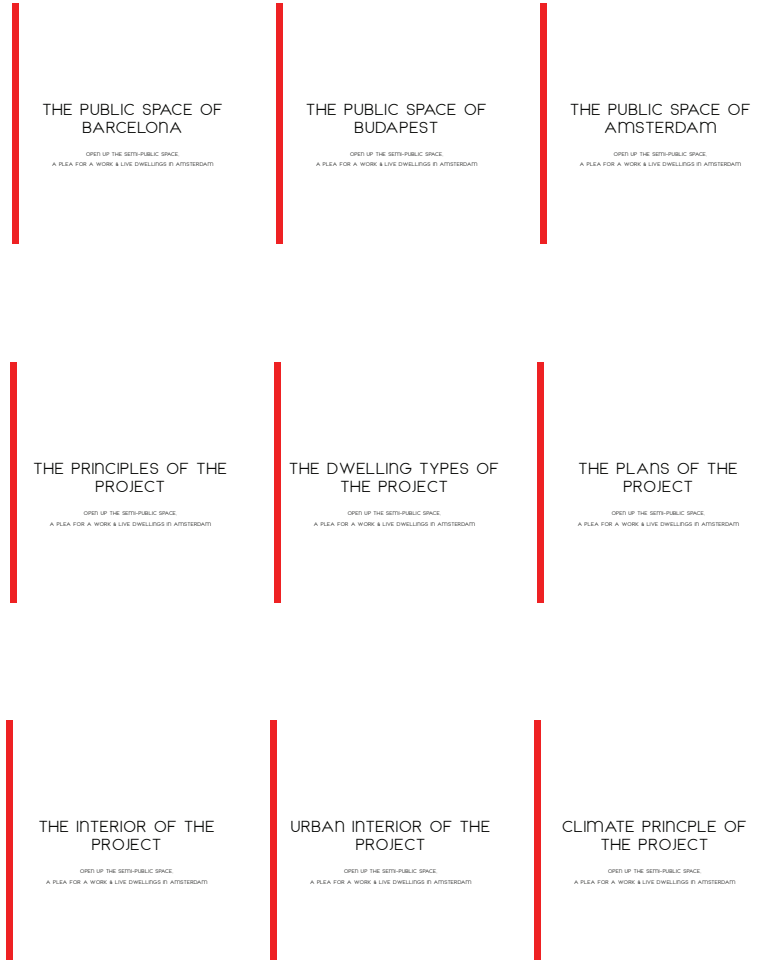 THE PUBLIC SPACE OF
BARCELONA
OPEN UP THE SEMI-PUBLIC SPACE.
A PLEA FOR A WORK & LIVE DWELLINGS IN AMSTERDAM
THE PUBLIC SPACE OF
BUDAPEST
OPEN UP THE SEMI-PUBLIC SPACE.
A PLEA FOR A WORK & LIVE DWELLINGS IN AMSTERDAM
THE PUBLIC SPACE OF
AMSTERDAM
OPEN UP THE SEMI-PUBLIC SPACE.
A PLEA FOR A WORK & LIVE DWELLINGS IN AMSTERDAM
THE PRINCIPLES OF THE
PROJECT
OPEN UP THE SEMI-PUBLIC SPACE.
A PLEA FOR A WORK & LIVE DWELLINGS IN AMSTERDAM
THE DWELLING TYPES OF
THE PROJECT
OPEN UP THE SEMI-PUBLIC SPACE.
A PLEA FOR A WORK & LIVE DWELLINGS IN AMSTERDAM
THE PLANS OF THE
PROJECT
OPEN UP THE SEMI-PUBLIC SPACE.
A PLEA FOR A WORK & LIVE DWELLINGS IN AMSTERDAM
THE INTERIOR OF THE
PROJECT
OPEN UP THE SEMI-PUBLIC SPACE.
A PLEA FOR A WORK & LIVE DWELLINGS IN AMSTERDAM
URBAN INTERIOR OF THE
PROJECT
OPEN UP THE SEMI-PUBLIC SPACE.
A PLEA FOR A WORK & LIVE DWELLINGS IN AMSTERDAM
CLIMATE PRINCPLE OF
THE PROJECT
OPEN UP THE SEMI-PUBLIC SPACE.
A PLEA FOR A WORK & LIVE DWELLINGS IN AMSTERDAM